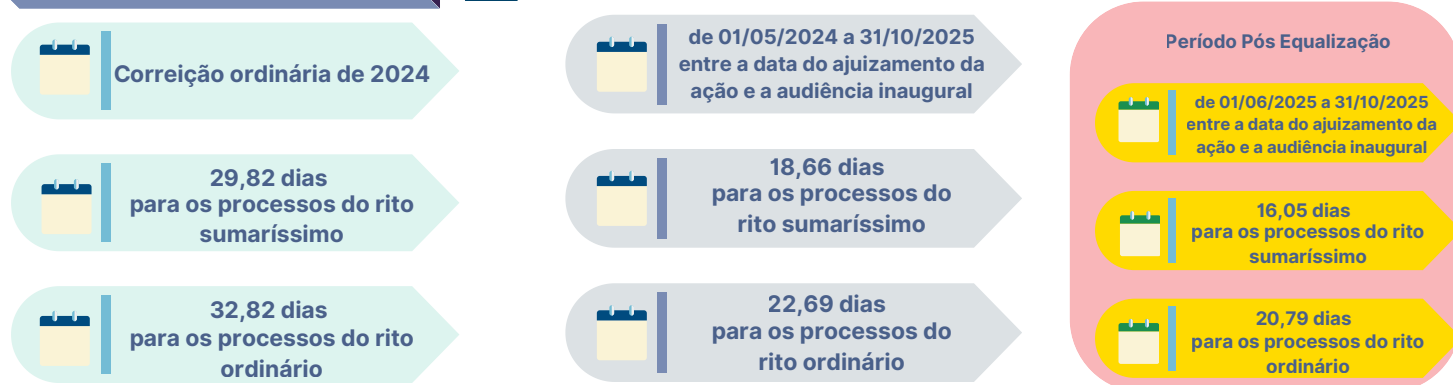 Correição ordinária de 2024
29,82 dias
para os processos do rito
sumaríssimo
32,82 dias
para os processos do rito
ordinário
de 01/05/2024 a 31/10/2025
entre a data do ajuizamento da
ação e a audiência inaugural
18,66 dias
para os processos do
rito sumaríssimo
22,69 dias
para os processos do
rito ordinário
Período Pós Equalização
de 01/06/2025 a 31/10/2025
entre a data do ajuizamento da
ação e a audiência inaugural
16,05 dias
para os processos do rito
sumaríssimo
20,79 dias
para os processos do rito
ordinário